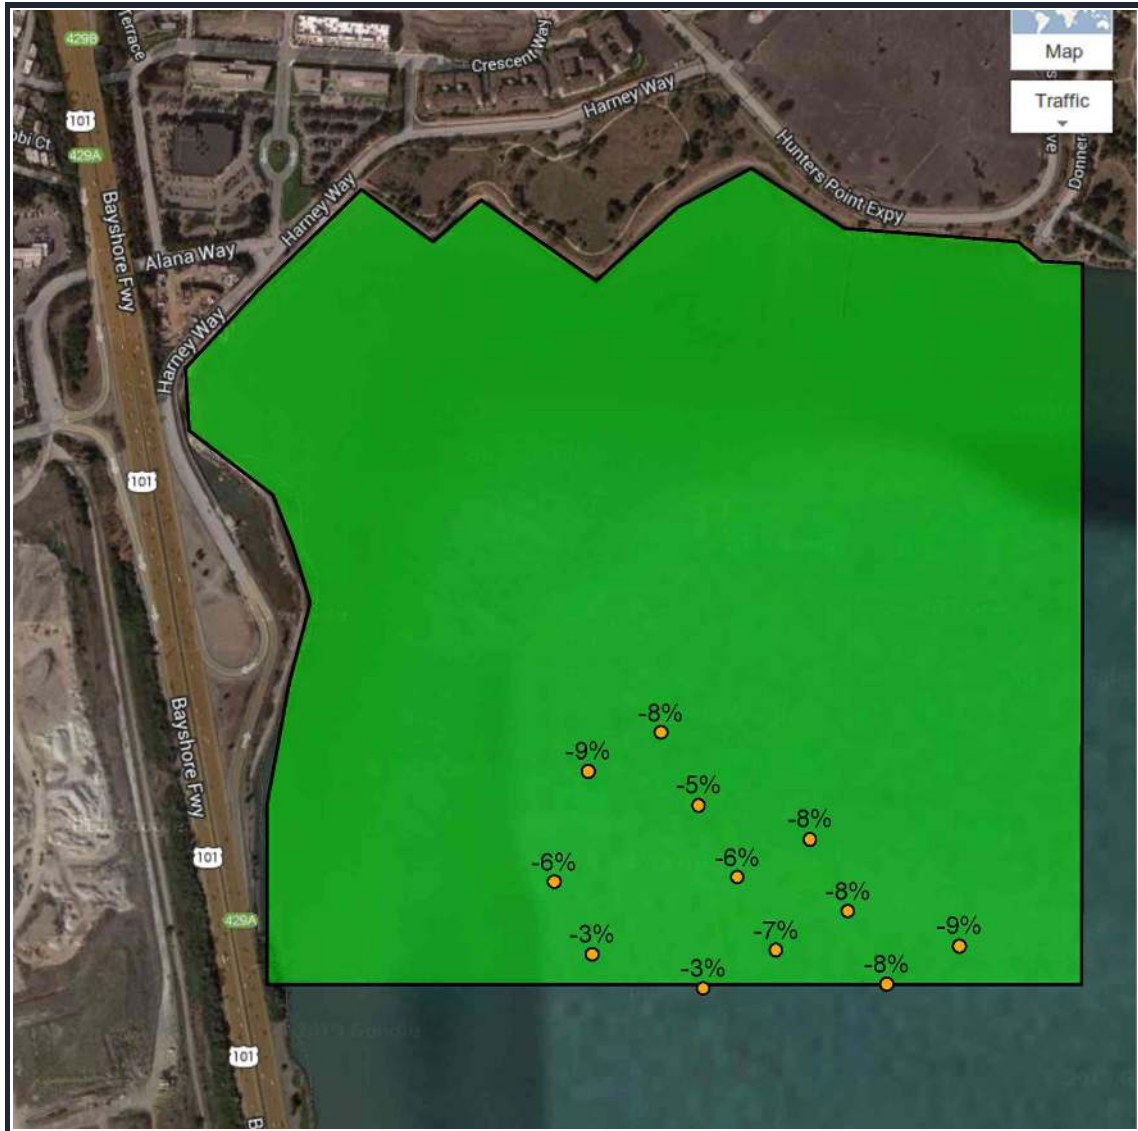 429B
Terrace
Crescent Way
Map
Harney Way
Traffic
101
obi Ct
429A
Hunters Point Expy
Donner
ve
Bayshore Fwy
Harney Way
Alana Way
Harney Way
101
-8%
-9%
Bayshore Fwy
-5%
-8%
101
-6%
-6%
-8%
429A
-3%
-7%
-9%
-3%
-8%
101
B